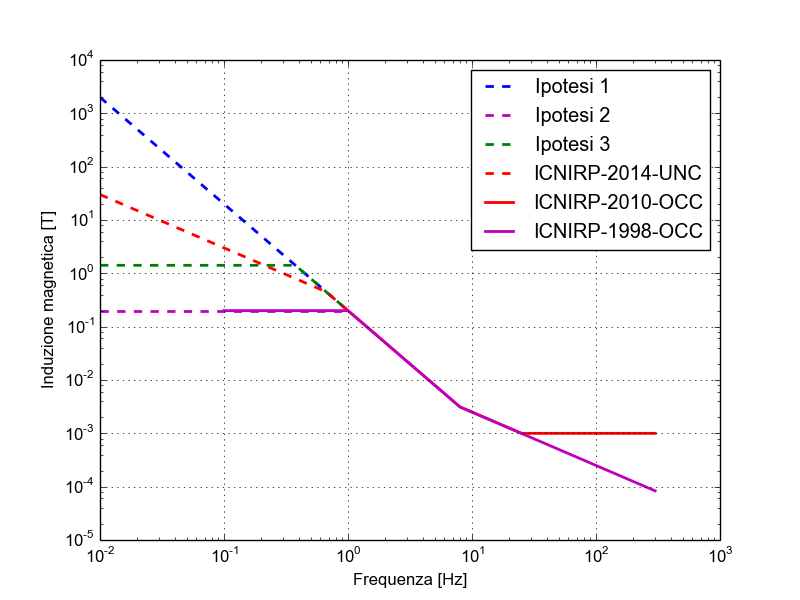 Ipotesi 1
Ipotesi 2
Ipotesi 3
ICNIRP-2014-UNC
ICNIRP-2010-OCC
ICNIRP-1998-OCC
Induzione magnetica [T]
10^4
10^3
10^2
10^1
10^0
10^-1
10^-2
10^-3
10^-4
10^-5
10^-2 10^-1 10^0 10^1 10^2 10^3
Frequenza [Hz]